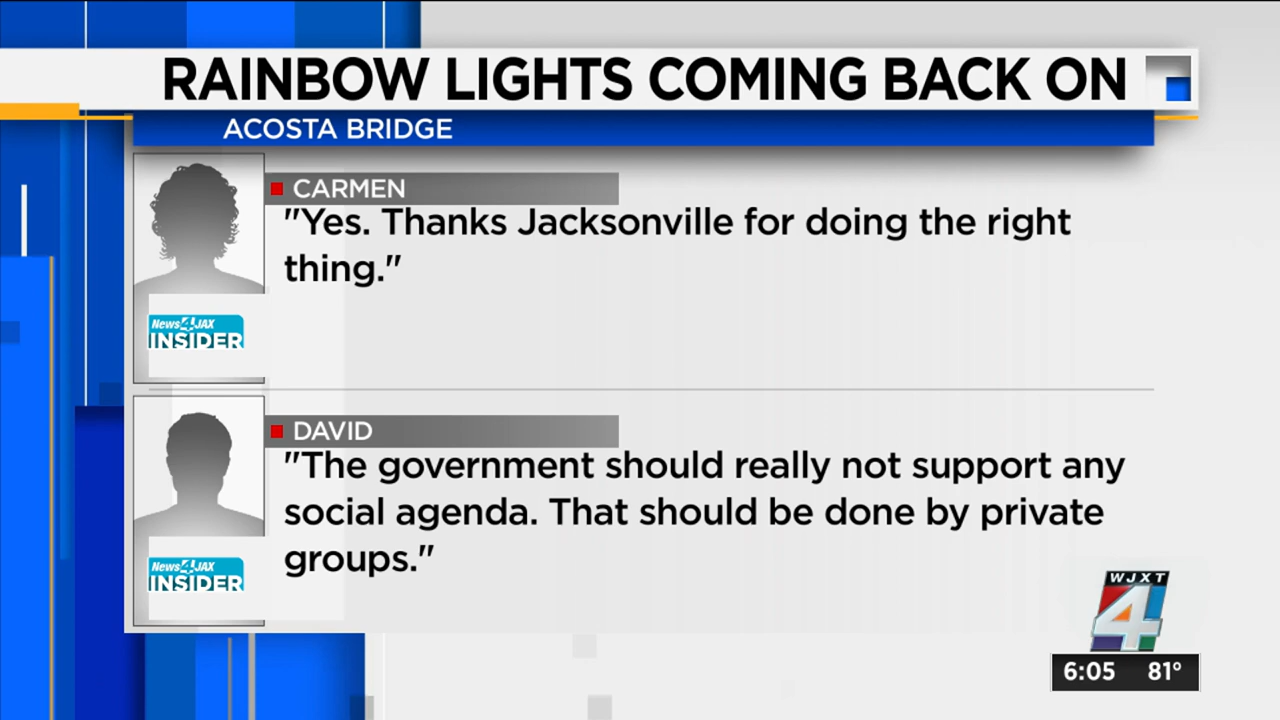 RAINBOW LIGHTS COMING BACK ON
ACOSTA BRIDGE
CARMEN
"Yes. Thanks Jacksonville for doing the right
thing."
News4JAX
INSIDER
DAVID
"The government should really not support any
social agenda. That should be done by private
groups."
News4JAX
INSIDER
WJXT
4
6:05 81°